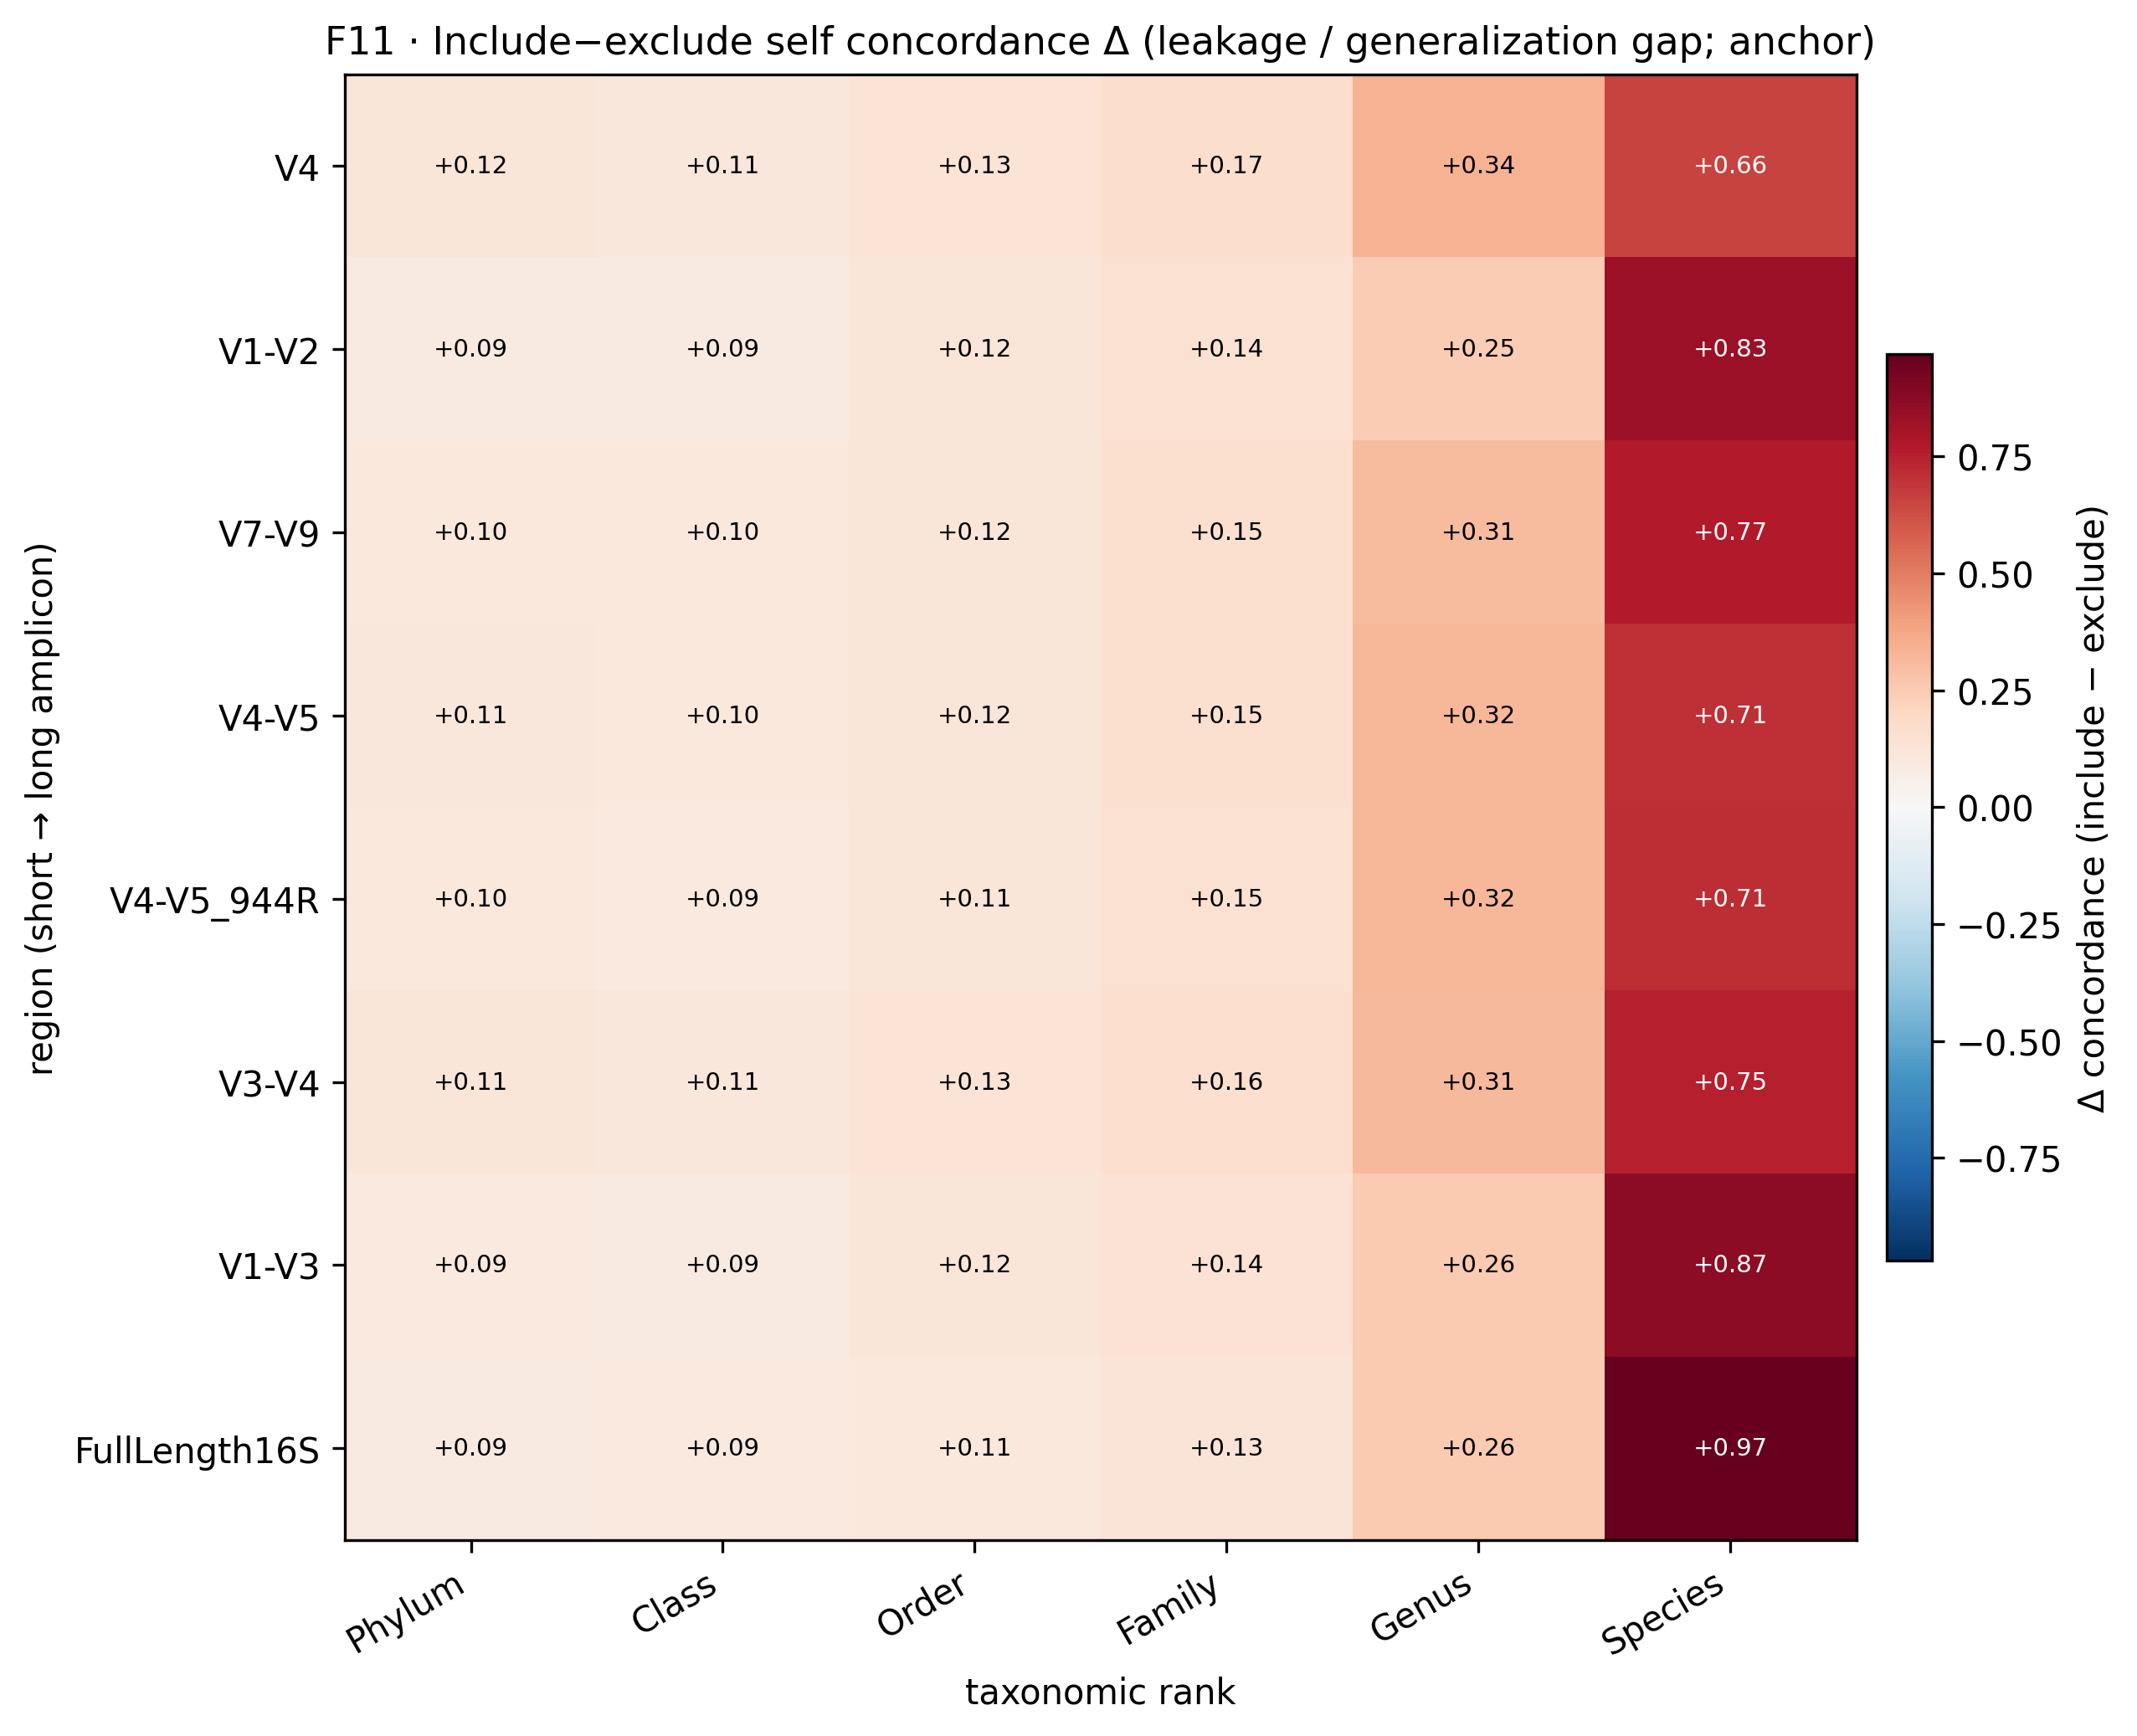 F11 · Include−exclude self concordance Δ (leakage / generalization gap; anchor)
region (short → long amplicon)
V4 +0.12 +0.11 +0.13 +0.17 +0.34 +0.66
V1-V2 +0.09 +0.09 +0.12 +0.14 +0.25 +0.83
V7-V9 +0.10 +0.10 +0.12 +0.15 +0.31 +0.77
V4-V5 +0.11 +0.10 +0.12 +0.15 +0.32 +0.71
V4-V5_944R +0.10 +0.09 +0.11 +0.15 +0.32 +0.71
V3-V4 +0.11 +0.11 +0.13 +0.16 +0.31 +0.75
V1-V3 +0.09 +0.09 +0.12 +0.14 +0.26 +0.87
FullLength16S +0.09 +0.09 +0.11 +0.13 +0.26 +0.97
Phylum Class Order Family Genus Species
taxonomic rank
0.75
0.50
0.25
0.00
−0.25
−0.50
−0.75
Δ concordance (include − exclude)